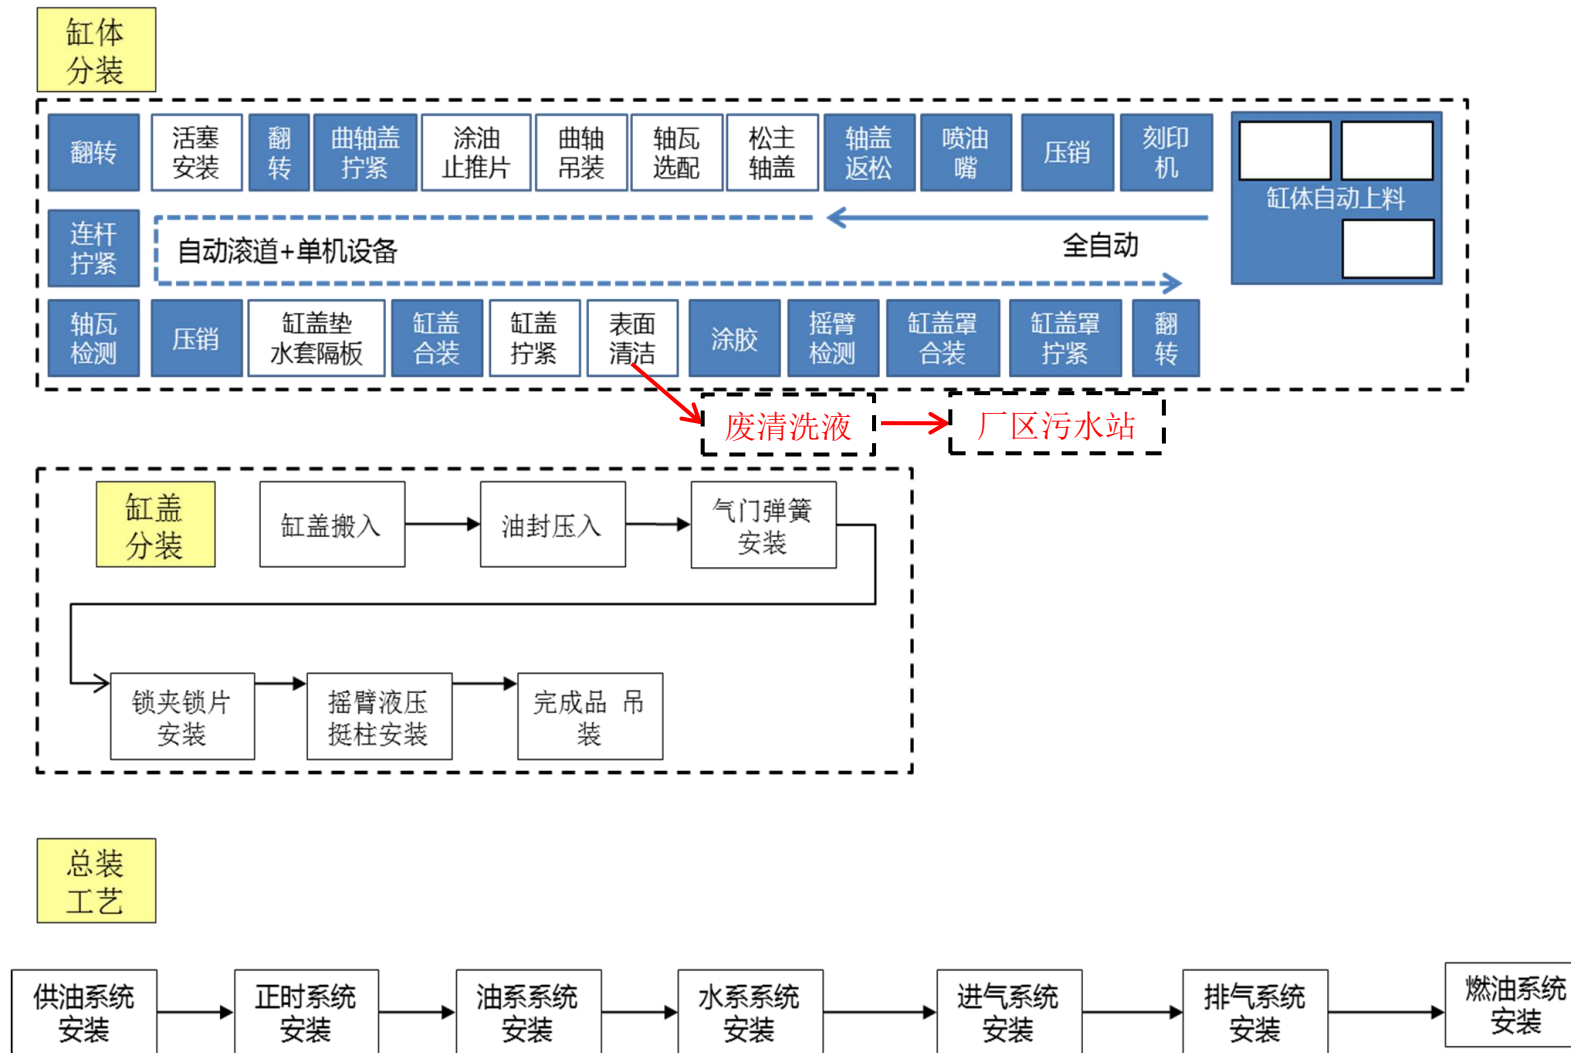 缸体
分装
翻转
活塞
安装
翻
转
曲轴盖
拧紧
涂油
止推片
曲轴
吊装
轴瓦
选配
松主
轴盖
轴盖
返松
喷油
嘴
压销
刻印
机
缸体自动上料
连杆
拧紧
自动滚道+单机设备
全自动
轴瓦
检测
压销
缸盖垫
水套隔板
缸盖
合装
缸盖
拧紧
表面
清洁
涂胶
摇臂
检测
缸盖罩
合装
缸盖罩
拧紧
翻
转
废清洗液
厂区污水站
缸盖
分装
缸盖搬入
油封压入
气门弹簧
安装
锁夹锁片
安装
摇臂液压
挺柱安装
完成品 吊
装
总装
工艺
供油系统
安装
正时系统
安装
油系系统
安装
水系系统
安装
进气系统
安装
排气系统
安装
燃油系统
安装